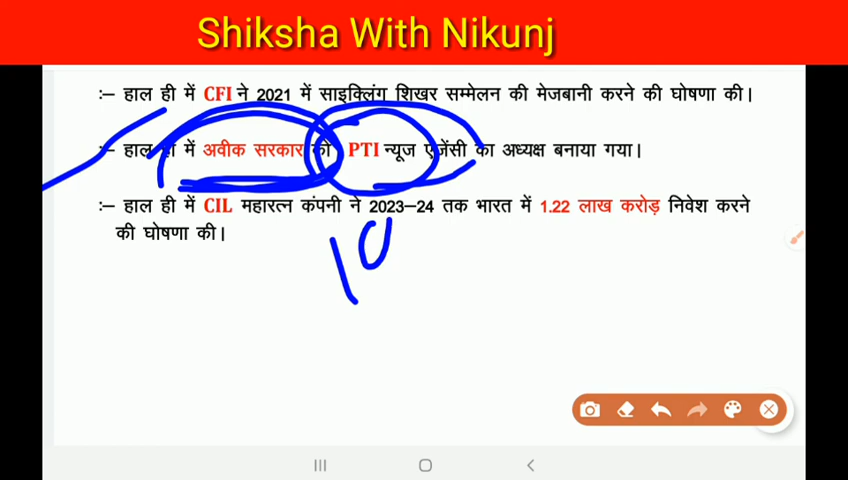 Shiksha With Nikunj
:– हाल ही में CFI ने 2021 में साइक्लिंग शिखर सम्मेलन की मेजबानी करने की घोषणा की।
:– हाल ही में अवीक सरकार को PTI न्यूज एजेंसी का अध्यक्ष बनाया गया।
:– हाल ही में CIL महारत्न कंपनी ने 2023–24 तक भारत में 1.22 लाख करोड़ निवेश करने
की घोषणा की।